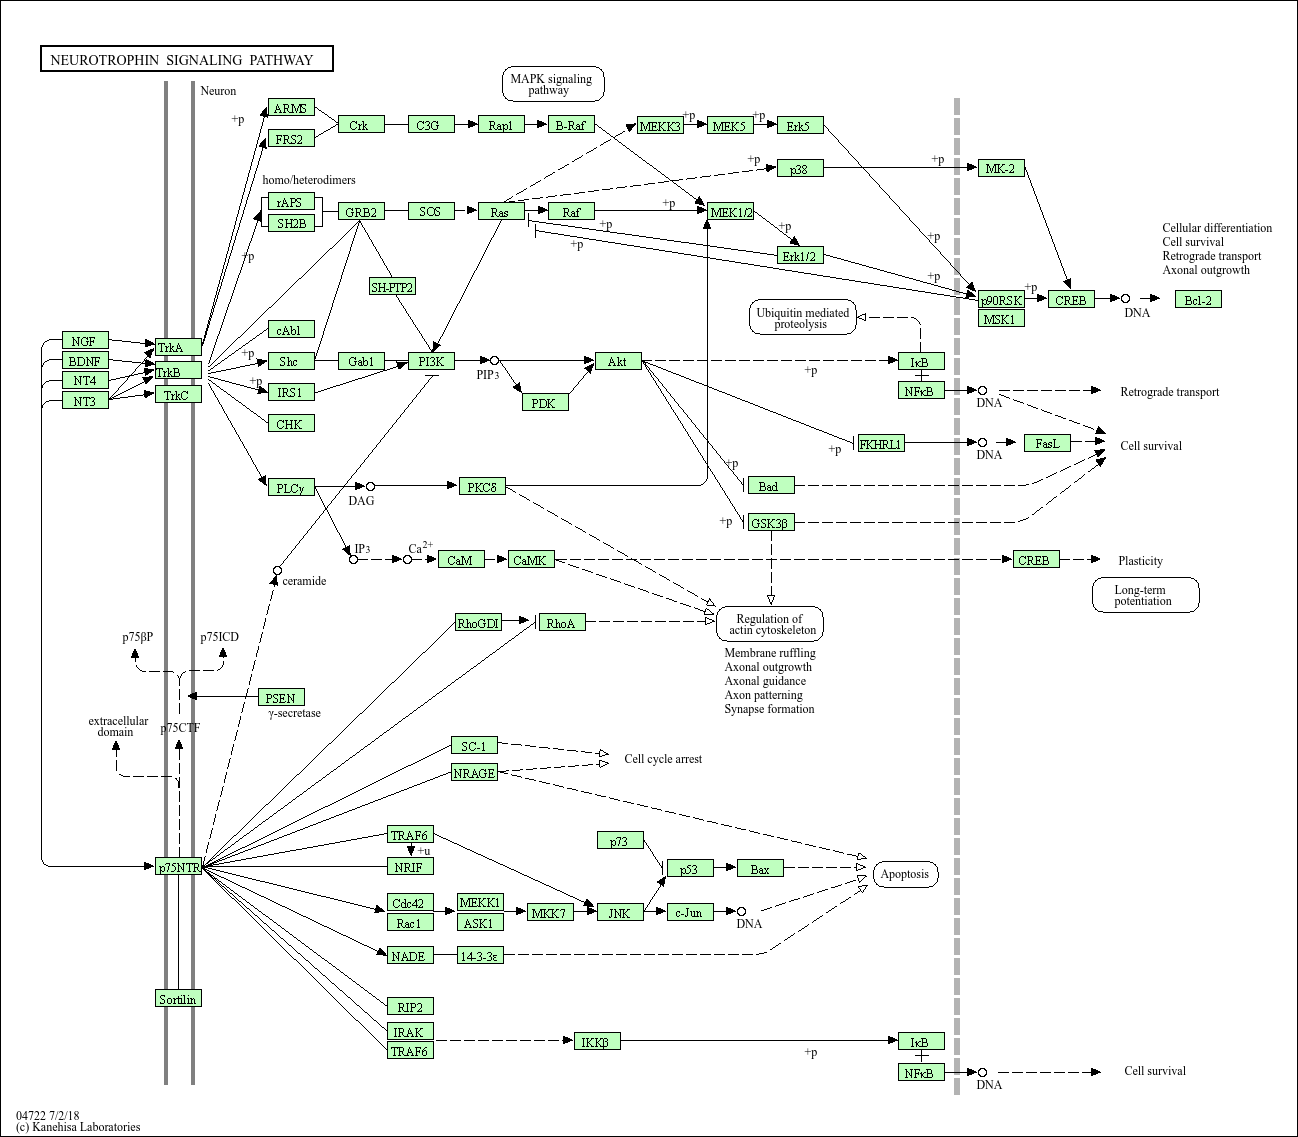 NEUROTROPHIN SIGNALING PATHWAY
Neuron
MAPK signaling
pathway
+p
ARMS
FRS2
Crk
C3G
Rap1
B-Raf
MEKK3
+p
MEK5
+p
Erk5
p38
+p
+p
MK-2
homo/heterodimers
rAPS
SH2B
GRB2
SOS
Ras
Raf
+p
MEK1/2
+p
+p
+p
Erk1/2
+p
+p
+p
Cellular differentiation
Cell survival
Retrograde transport
Axonal outgrowth
SH-PTP2
p90RSK
MSK1
+p
CREB
DNA
Bcl-2
Ubiquitin mediated
proteolysis
NGF
BDNF
NT4
NT3
TrkA
TrkB
TrkC
cAb1
+p
Shc
Gab1
PI3K
PIP3
Akt
+p
IκB
+p
IRS1
PDK
NFκB
DNA
Retrograde transport
CHK
+p
FKHRL1
DNA
FasL
Cell survival
PLCγ
DAG
PKCδ
+p
Bad
+p
GSK3β
IP3
Ca2+
CaM
CaMK
CREB
Plasticity
ceramide
Long-term
potentiation
RhoGDI
RhoA
Regulation of
actin cytoskeleton
Membrane ruffling
Axonal outgrowth
Axonal guidance
Axon patterning
Synapse formation
p75βP
p75ICD
PSEN
γ-secretase
extracellular
domain
p75CTF
SC-1
NRAGE
Cell cycle arrest
TRAF6
+u
NRIF
p73
p53
Bax
Apoptosis
p75NTR
Cdc42
Rac1
MEKK1
ASK1
MKK7
JNK
c-Jun
DNA
NADE
14-3-3ε
Sortilin
RIP2
IRAK
TRAF6
IKKβ
+p
IκB
NFκB
DNA
Cell survival
04722 7/2/18
(c) Kanehisa Laboratories